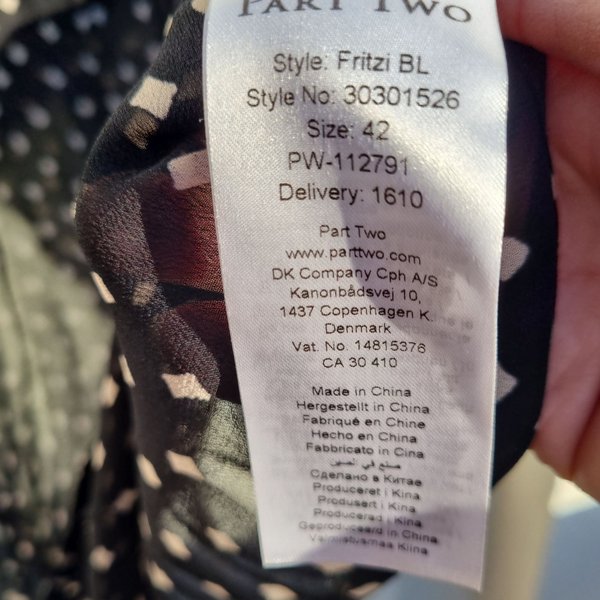 PART TWO
Style: Fritzi BL
Style No: 30301526
Size: 42
PW-112791
Delivery: 1610
Part Two
www.parttwo.com
DK Company Cph A/S
Kanonbådsvej 10,
1437 Copenhagen K.
Denmark
Vat. No. 14815376
CA 30 410
Made in China
Hergestellt in China
Fabriqué en Chine
Hecho en China
Fabbricato in Cina
صنع في الصين
Сделано в Китае
Produceret i Kina
Produsert i Kina
Producerad i Kina
Geproduceerd in China
Valmistusmaa Kiina